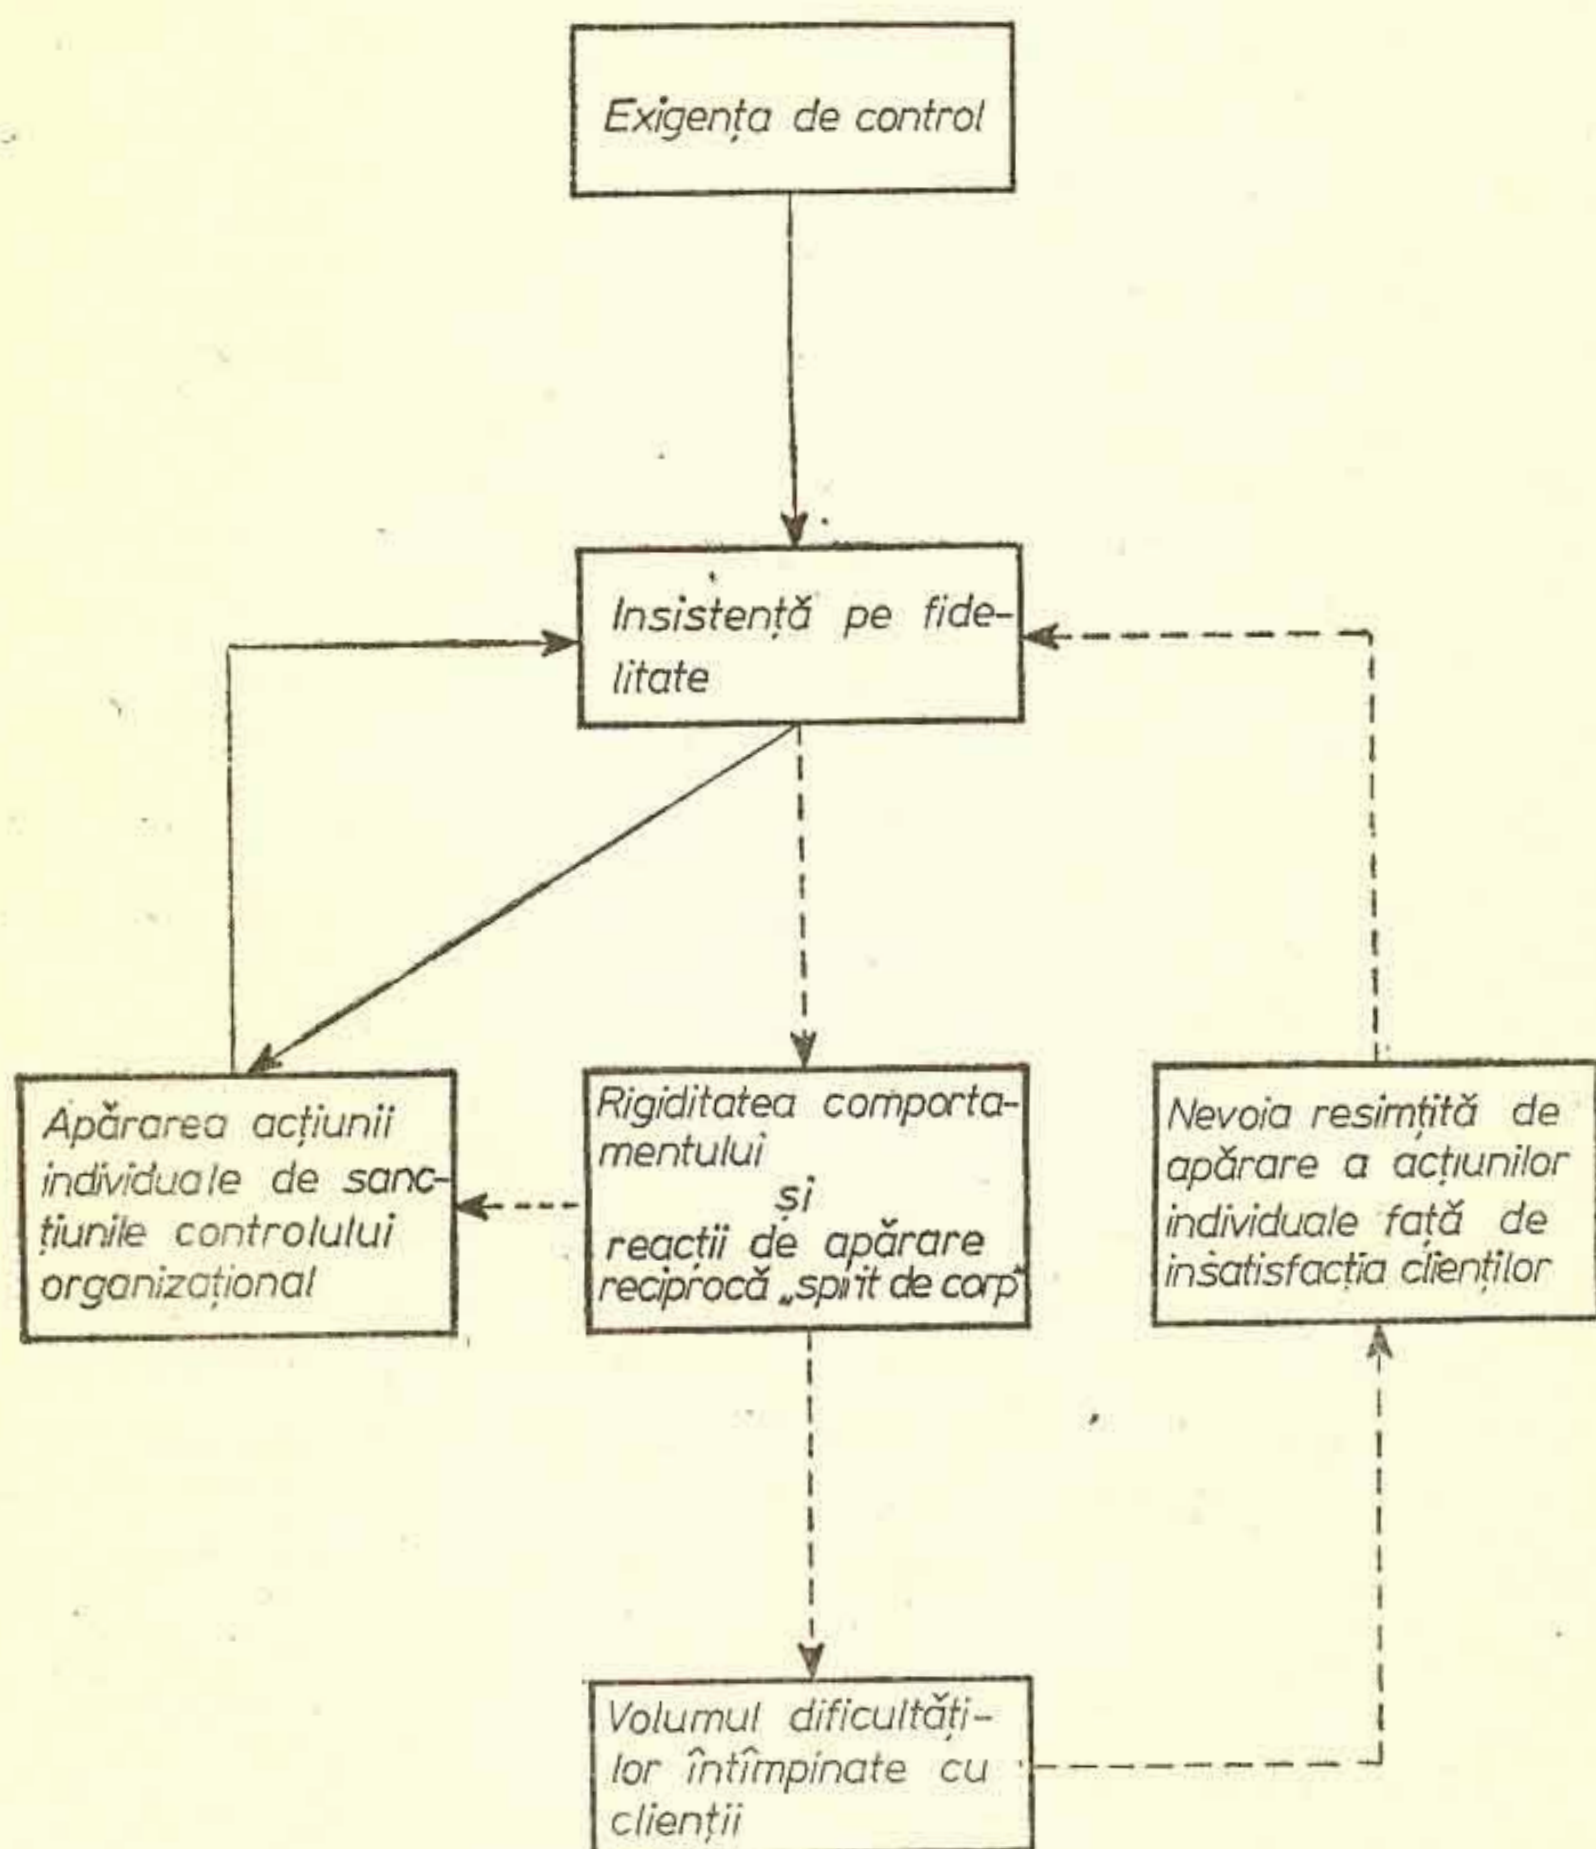 Exigența de control
Insistență pe fide-
litate
Apărarea acțiunii
individuale de sanc-
țiunile controlului
organizațional
Rigiditatea comporta-
mentului
și
reacții de apărare
reciprocă „spirit de corp"
Nevoia resimțită de
apărare a acțiunilor
individuale față de
insatisfacția clienților
Volumul dificultăți-
lor întîmpinate cu
clienții